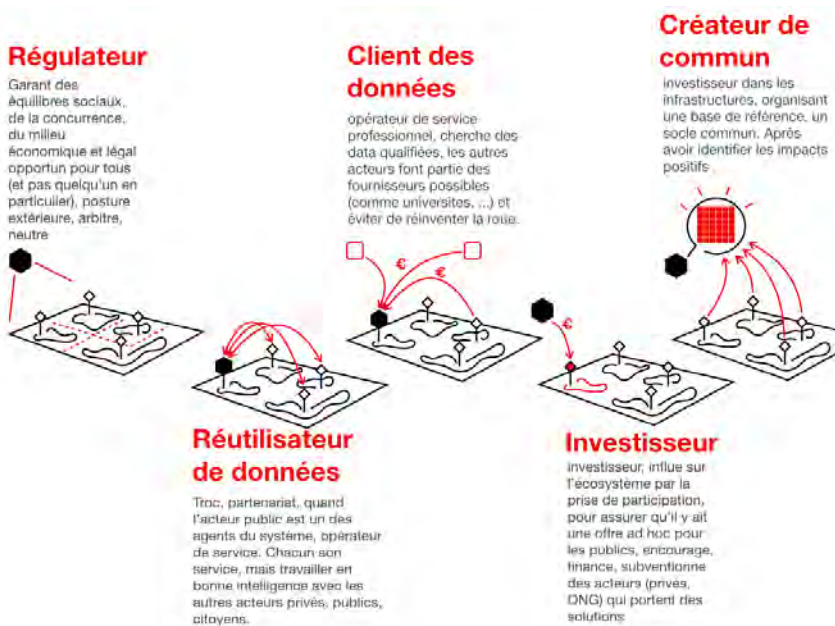 Régulateur
Garant des
équilibres sociaux,
de la concurrence,
du milieu
économique et légal
opportun pour tous
(et pas quelqu'un en
particulier), posture
extérieure, arbitre,
neutre
Client des
données
opérateur de service
professionnel, cherche des
data qualifiées, les autres
acteurs font partie des
fournisseurs possibles
(comme universites, ...) et
éviter de réinventer la roue.
€
€
Créateur de
commun
investisseur dans les
infrastructures, organisant
une base de référence, un
socle commun. Après
avoir identifier les impacts
positifs
Réutilisateur
de données
Troc, partenariat, quand
l'acteur public est un des
agents du système, opérateur
de service. Chacun son
service, mais travailler en
bonne intelligence avec les
autres acteurs privés, publics,
citoyens.
€
Investisseur
investisseur, influe sur
l'écosystème par la
prise de participation,
pour assurer qu'il y ait
une offre ad hoc pour
les publics, encourage,
finance, subventionne
des acteurs (privés,
ONG) qui portent des
solutions